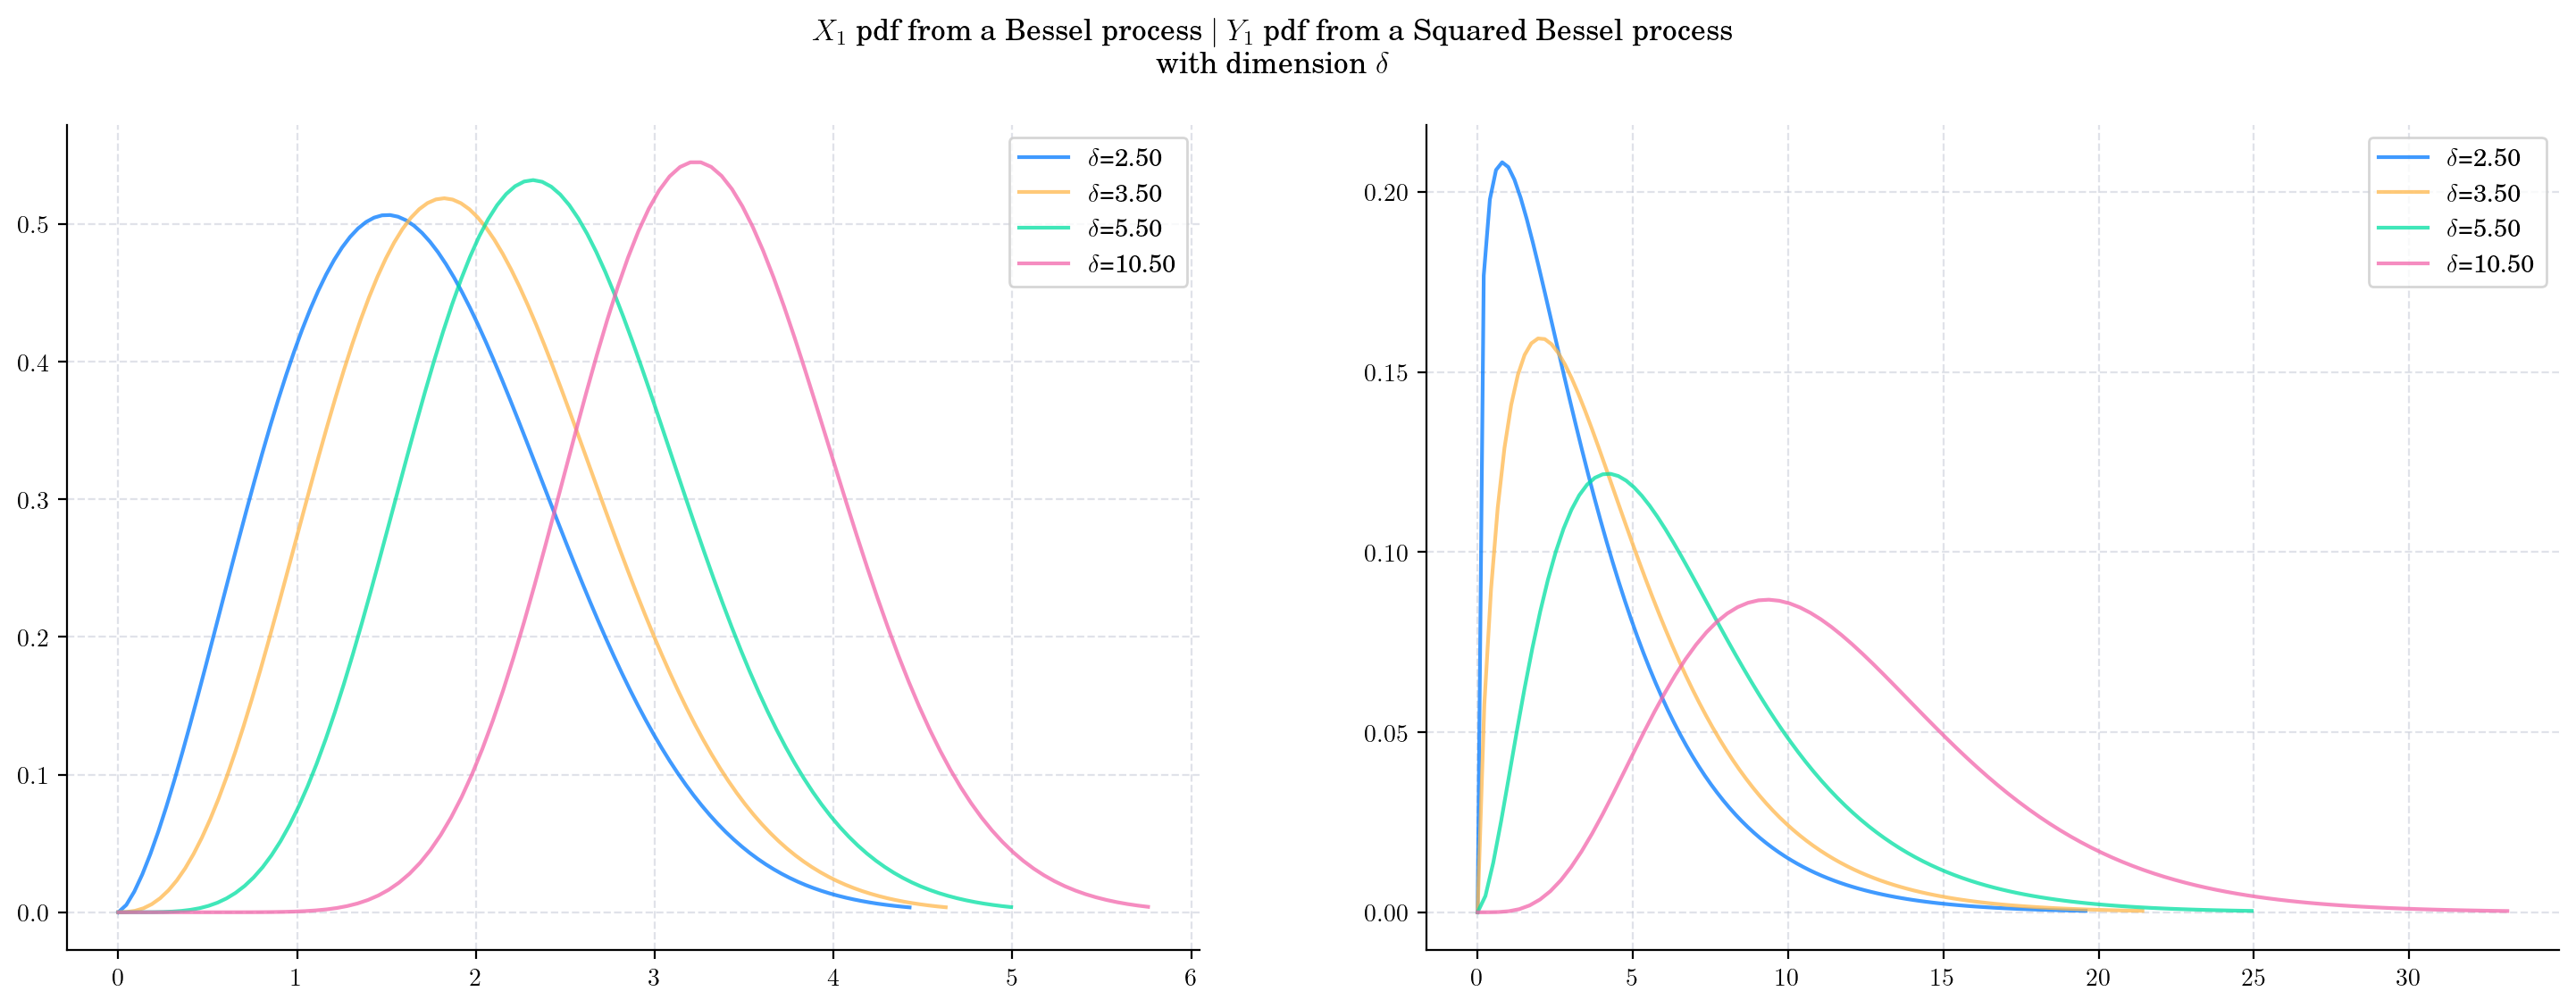 X₁ pdf from a Bessel process | Y₁ pdf from a Squared Bessel process
with dimension δ
0.5
0.4
0.3
0.2
0.1
0.0
0 1 2 3 4 5 6
δ=2.50
δ=3.50
δ=5.50
δ=10.50
0.20
0.15
0.10
0.05
0.00
0 5 10 15 20 25 30
δ=2.50
δ=3.50
δ=5.50
δ=10.50